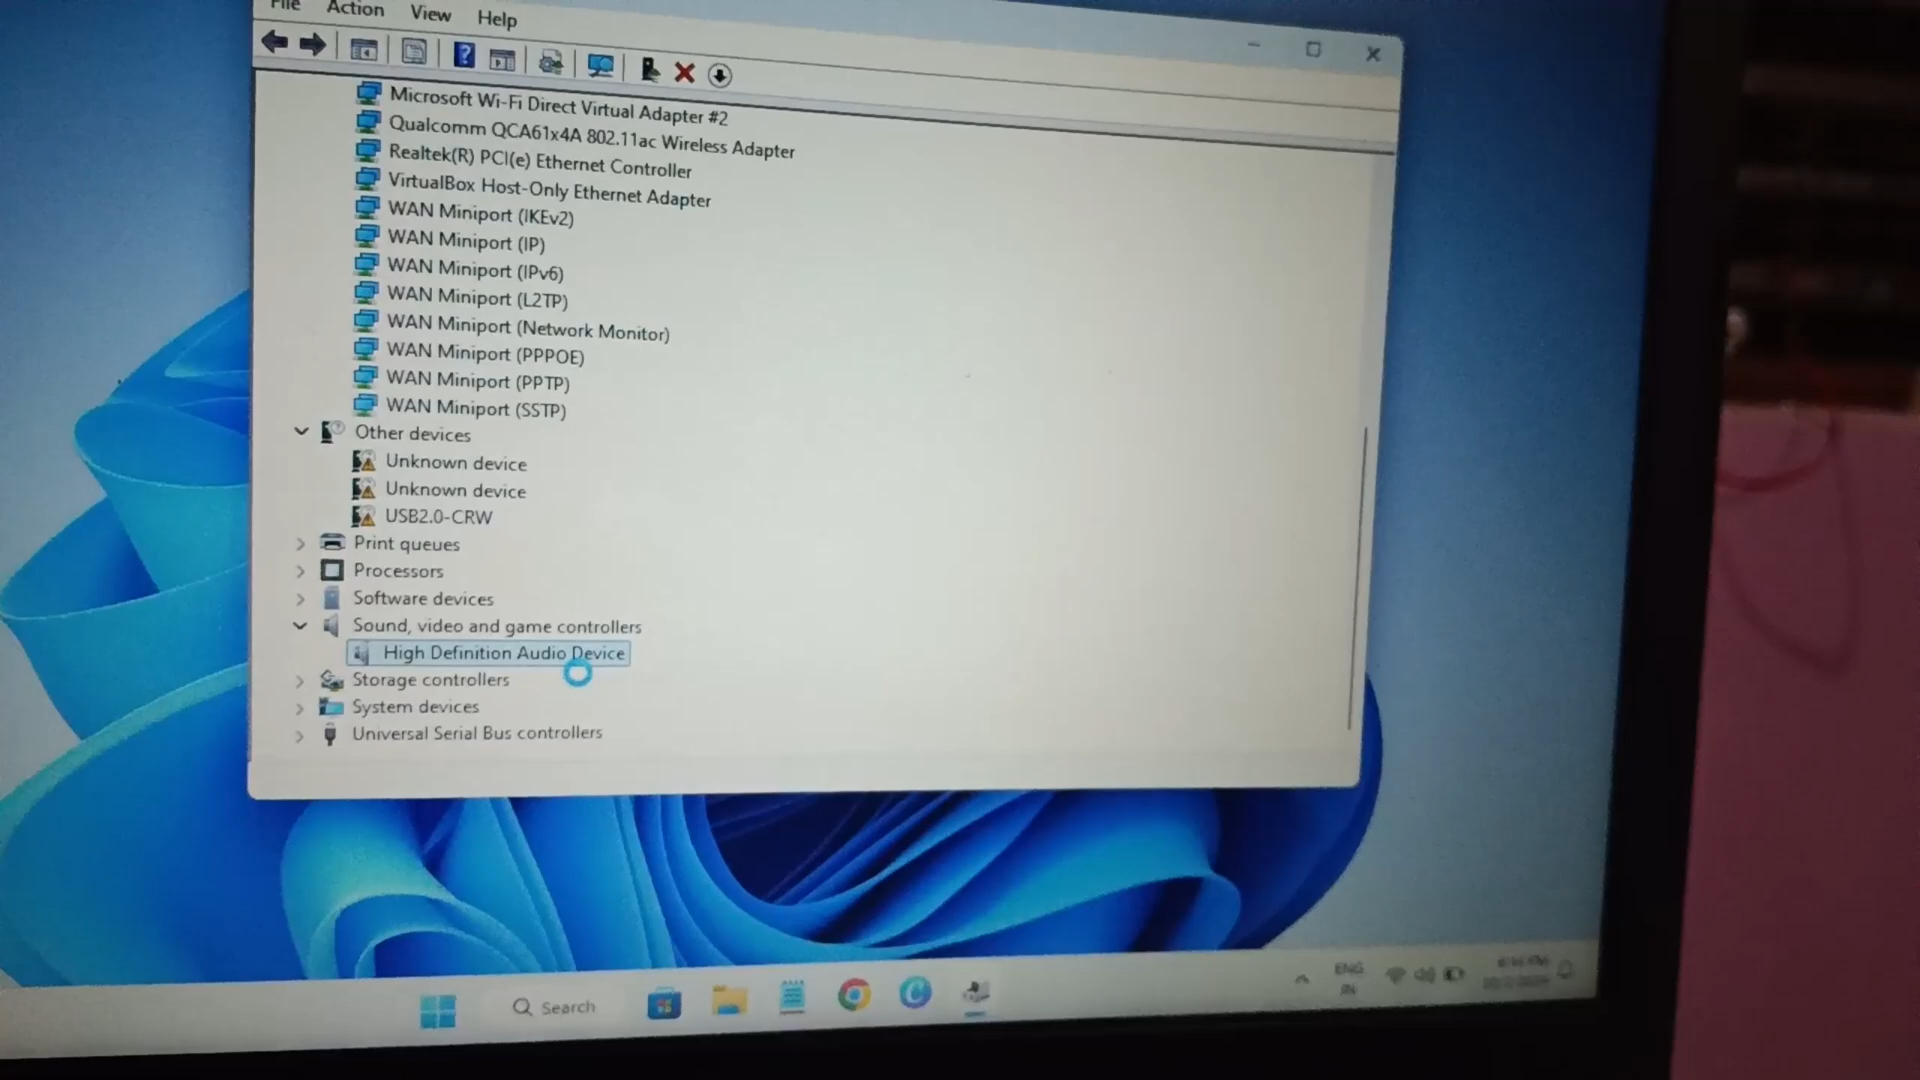 File Action View Help
Microsoft Wi-Fi Direct Virtual Adapter #2
Qualcomm QCA61x4A 802.11ac Wireless Adapter
Realtek(R) PCI(e) Ethernet Controller
VirtualBox Host-Only Ethernet Adapter
WAN Miniport (IKEv2)
WAN Miniport (IP)
WAN Miniport (IPv6)
WAN Miniport (L2TP)
WAN Miniport (Network Monitor)
WAN Miniport (PPPOE)
WAN Miniport (PPTP)
WAN Miniport (SSTP)
Other devices
Unknown device
Unknown device
USB2.0-CRW
Print queues
Processors
Software devices
Sound, video and game controllers
High Definition Audio Device
Storage controllers
System devices
Universal Serial Bus controllers
Search
ENG
IN